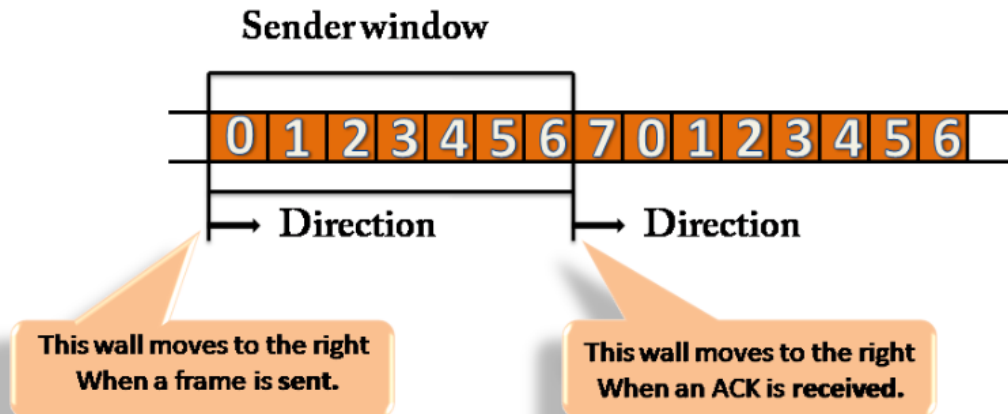 Sender window
0 1 2 3 4 5 6 7 0 1 2 3 4 5 6
Direction Direction
This wall moves to the right
When a frame is sent.
This wall moves to the right
When an ACK is received.